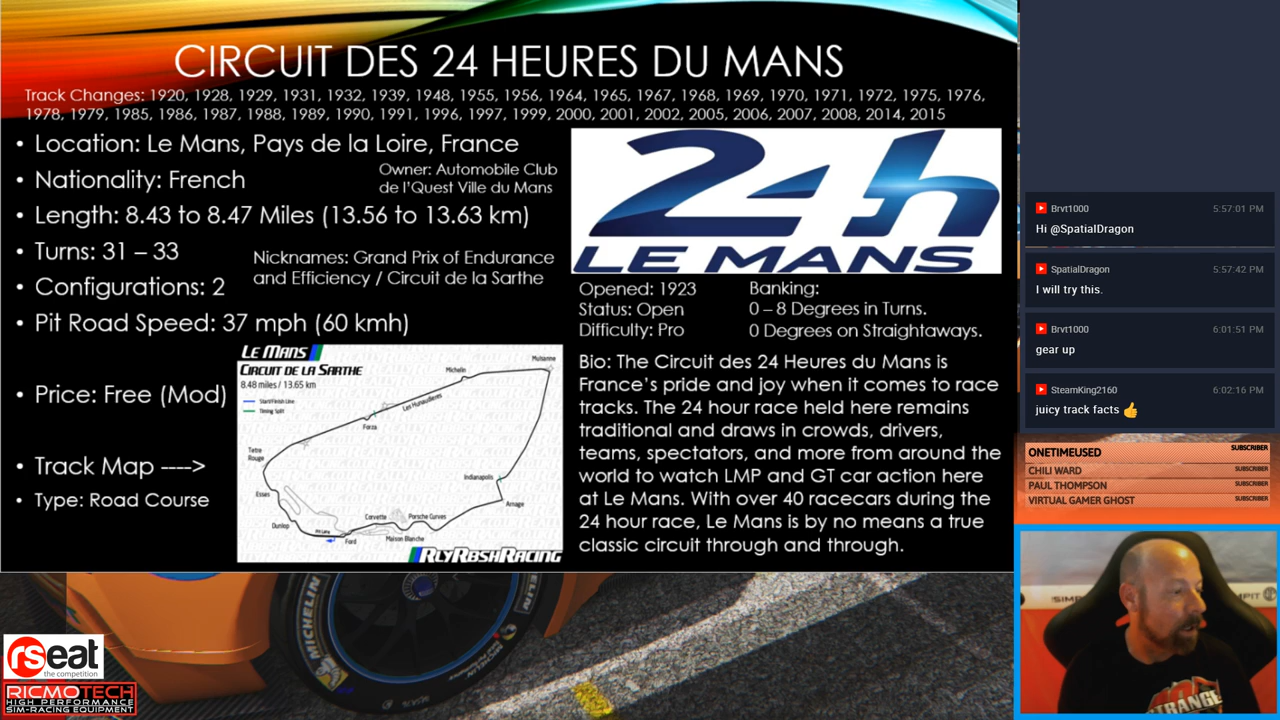 CIRCUIT DES 24 HEURES DU MANS
Track Changes: 1920, 1928, 1929, 1931, 1932, 1939, 1948, 1955, 1956, 1964, 1965, 1967, 1968, 1969, 1970, 1971, 1972, 1975, 1976,
1978, 1979, 1985, 1986, 1987, 1988, 1989, 1990, 1991, 1996, 1997, 1999, 2000, 2001, 2002, 2005, 2006, 2007, 2008, 2014, 2015
• Location: Le Mans, Pays de la Loire, France
• Nationality: French
Owner: Automobile Club
de l'Quest Ville du Mans
• Length: 8.43 to 8.47 Miles (13.56 to 13.63 km)
• Turns: 31 – 33
Nicknames: Grand Prix of Endurance
and Efficiency / Circuit de la Sarthe
• Configurations: 2
• Pit Road Speed: 37 mph (60 kmh)
• Price: Free (Mod)
• Track Map ---->
• Type: Road Course
LE MANS
CIRCUIT DE LA SARTHE
8.48 miles / 13.65 km
Start/Finish Line
Timing Split
Mulsanne
Michelin
Les Hunaudieres
Forza
Tetre
Rouge
Esses
Dunlop
Pit Lane
Ford
Corvette
Maison Blanche
Porsche Curves
Indianapolis
Arnage
RLYRBSHRACING
24h
LE MANS
Opened: 1923
Status: Open
Difficulty: Pro
Banking:
0 – 8 Degrees in Turns.
0 Degrees on Straightaways.
Bio: The Circuit des 24 Heures du Mans is
France's pride and joy when it comes to race
tracks. The 24 hour race held here remains
traditional and draws in crowds, drivers,
teams, spectators, and more from around the
world to watch LMP and GT car action here
at Le Mans. With over 40 racecars during the
24 hour race, Le Mans is by no means a true
classic circuit through and through.
Brvt1000 5:57:01 PM
Hi @SpatialDragon
SpatialDragon 5:57:42 PM
I will try this.
Brvt1000 6:01:51 PM
gear up
SteamKing2160 6:02:16 PM
juicy track facts 👍
ONETIMEUSED SUBSCRIBER
CHILI WARD SUBSCRIBER
PAUL THOMPSON SUBSCRIBER
VIRTUAL GAMER GHOST SUBSCRIBER
MICHELIN
rseat
the competition
RICMOTECH
HIGH PERFORMANCE
SIM-RACING EQUIPMENT